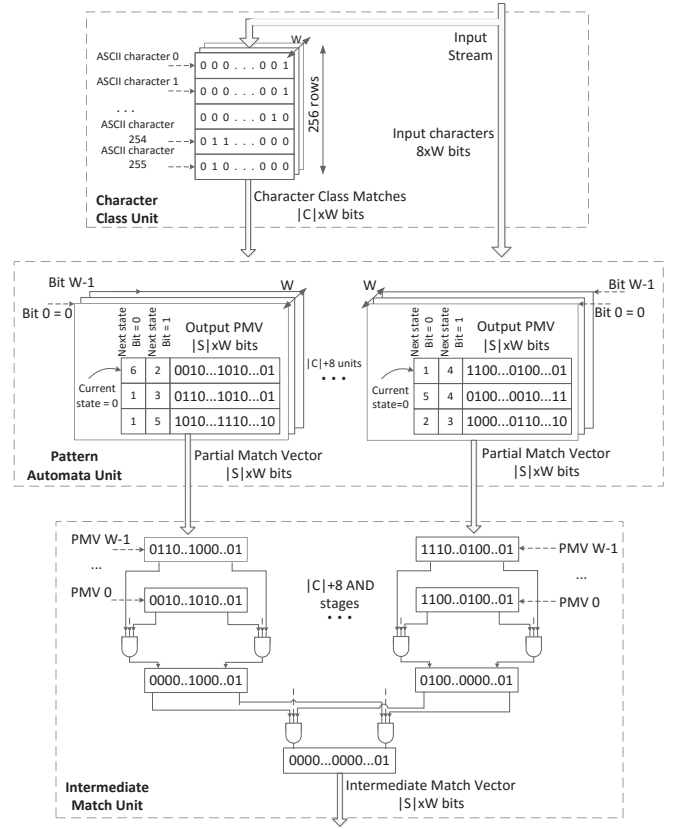 Input
Stream
W
ASCII character 0
0 0 0 . . . 0 0 1
ASCII character 1
0 0 0 . . . 0 0 1
. . .
0 0 0 . . . 0 1 0
ASCII character
254
0 1 1 . . . 0 0 0
ASCII character
255
0 1 0 . . . 0 0 0
256 rows
Input characters
8xW bits
Character Class Matches
|C|xW bits
Character
Class Unit
Bit W-1
W
Bit 0 = 0
Next state
Bit = 0
Next state
Bit = 1
Output PMV
|S|xW bits
6 2 0010...1010...01
1 3 0110...1010...01
1 5 1010...1110...10
Current
state = 0
|C|+8 units
. . .
W
Bit W-1
Bit 0 = 0
Next state
Bit = 0
Next state
Bit = 1
Output PMV
|S|xW bits
1 4 1100...0100...01
5 4 0100...0010...11
2 3 1000...0110...10
Current
state=0
Pattern
Automata Unit
Partial Match Vector
|S|xW bits
Partial Match Vector
|S|xW bits
PMV W-1
0110..1000..01
...
PMV 0
0010..1010..01
|C|+8 AND
stages
. . .
1110..0100..01
PMV W-1
...
1100..0100..01
PMV 0
0000..1000..01
0100..0000..01
0000..0000..01
Intermediate
Match Unit
Intermediate Match Vector
|S|xW bits